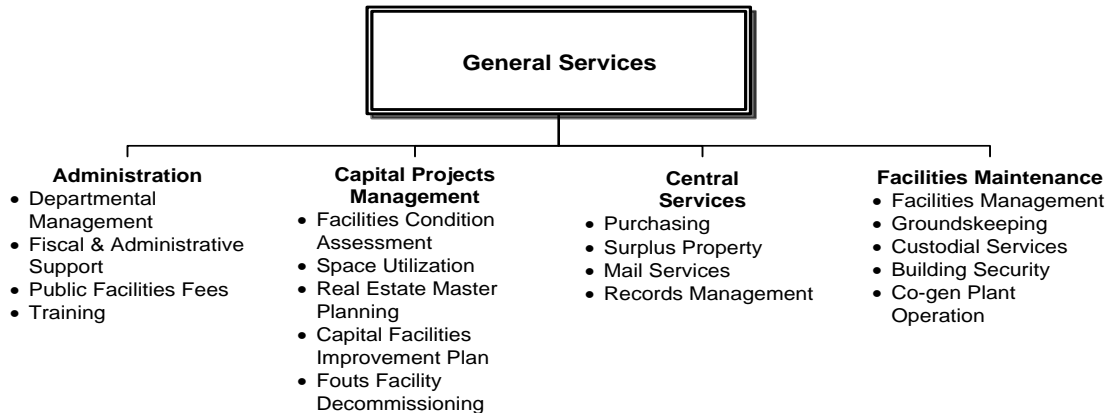 General Services
Administration
• Departmental
Management
• Fiscal & Administrative
Support
• Public Facilities Fees
• Training
Capital Projects
Management
• Facilities Condition
Assessment
• Space Utilization
• Real Estate Master
Planning
• Capital Facilities
Improvement Plan
• Fouts Facility
Decommissioning
Central
Services
• Purchasing
• Surplus Property
• Mail Services
• Records Management
Facilities Maintenance
• Facilities Management
• Groundskeeping
• Custodial Services
• Building Security
• Co-gen Plant
Operation